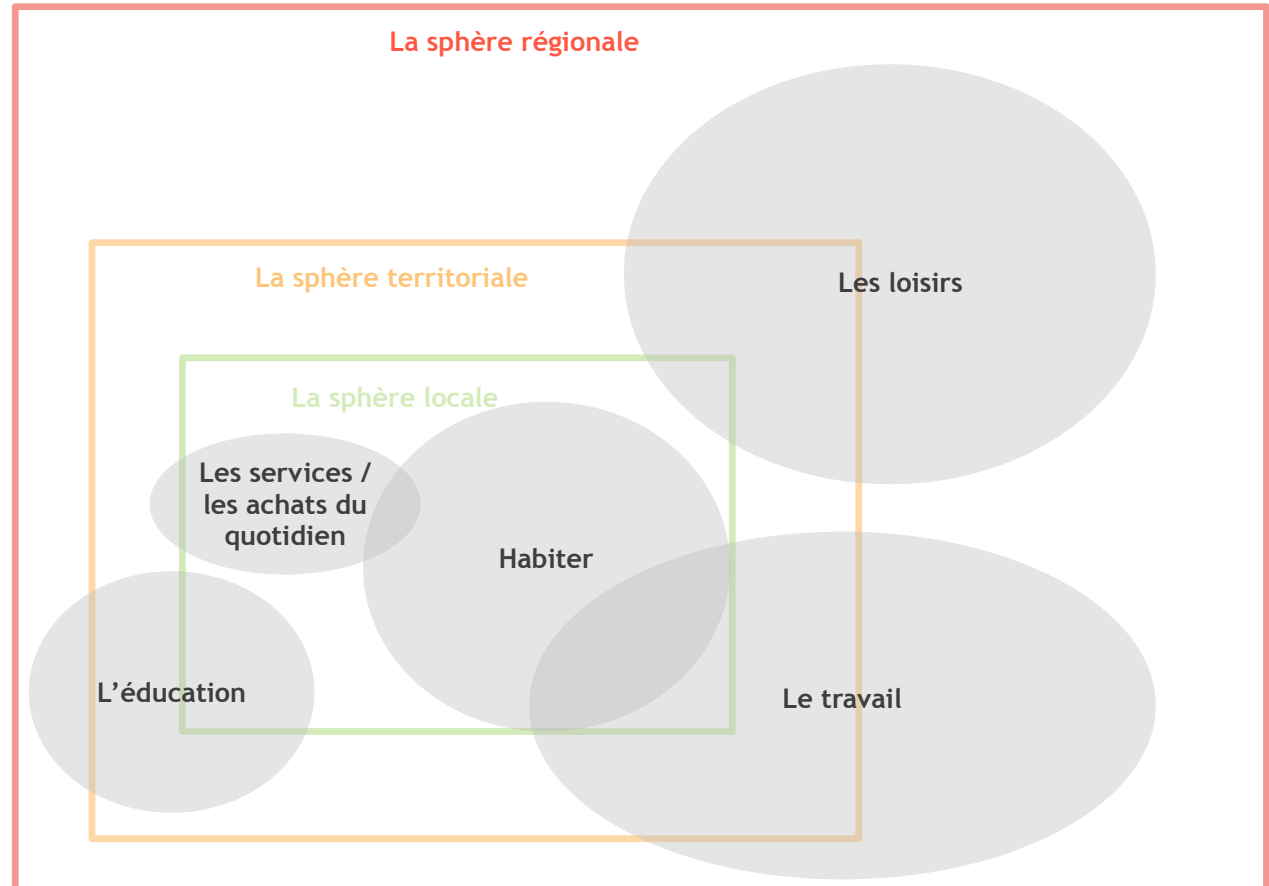 La sphère régionale
La sphère territoriale
Les loisirs
La sphère locale
Les services /
les achats du
quotidien
Habiter
L’éducation
Le travail